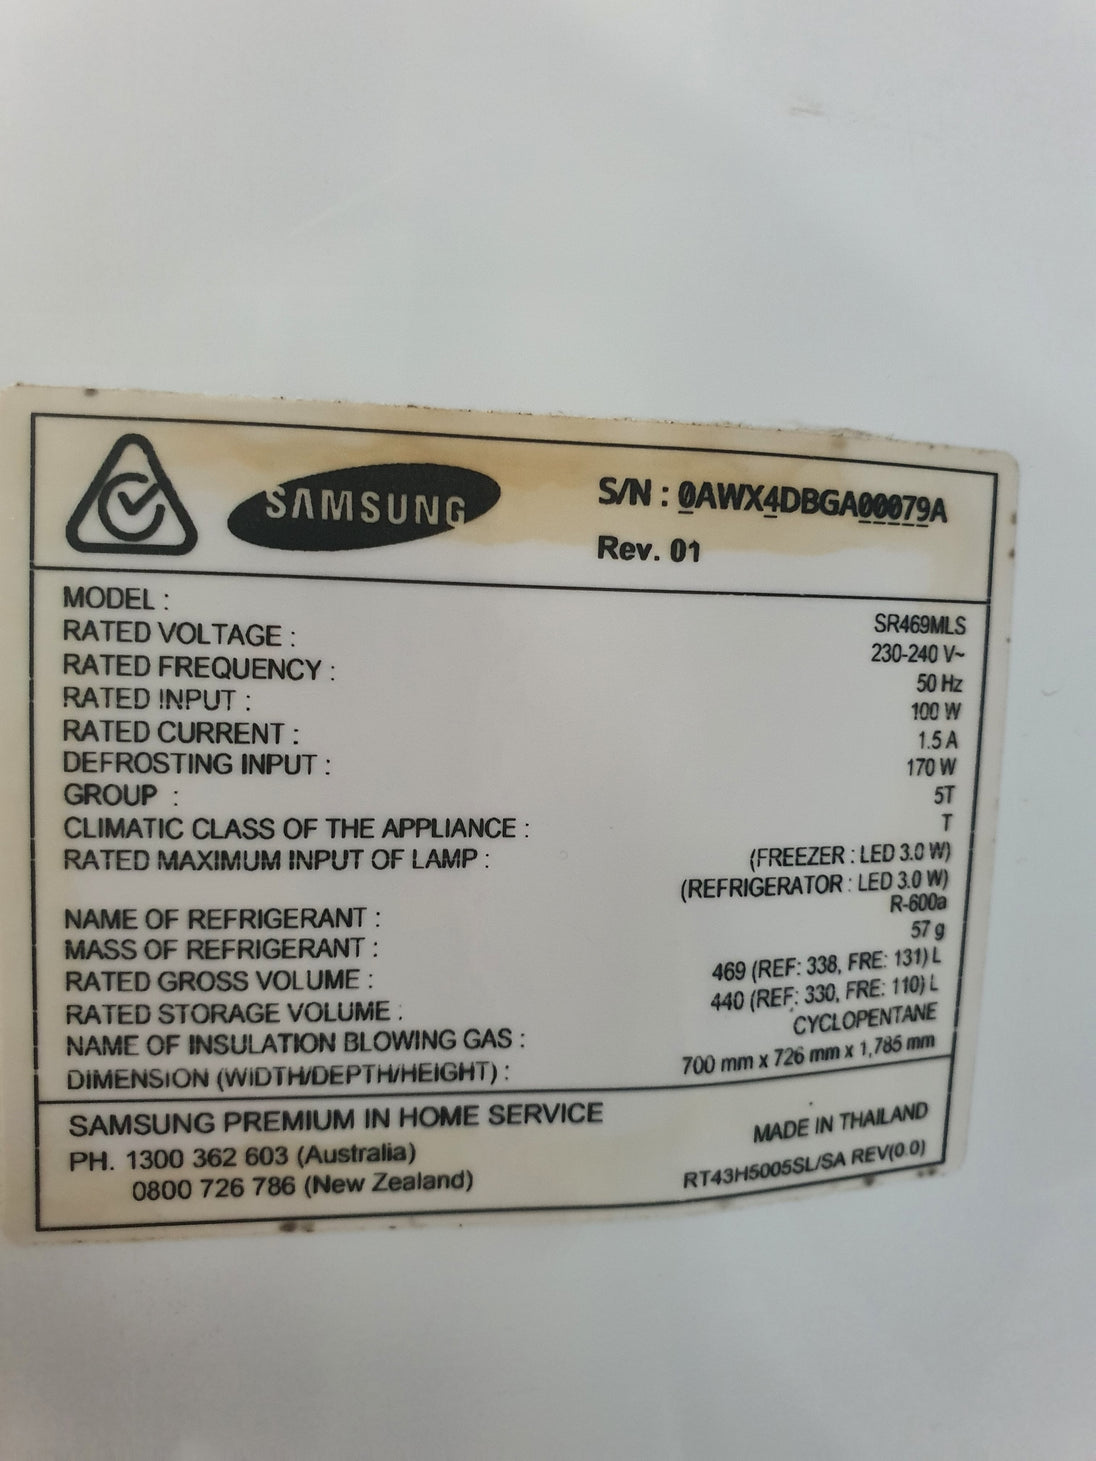 SAMSUNG
S/N : 0AWX4DBGA00079A
Rev. 01
MODEL : SR469MLS
RATED VOLTAGE : 230-240 V~
RATED FREQUENCY : 50 Hz
RATED INPUT : 100 W
RATED CURRENT : 1.5 A
DEFROSTING INPUT : 170 W
GROUP : 5T
CLIMATIC CLASS OF THE APPLIANCE : T
RATED MAXIMUM INPUT OF LAMP : (FREEZER : LED 3.0 W)
(REFRIGERATOR : LED 3.0 W)
NAME OF REFRIGERANT : R-600a
MASS OF REFRIGERANT : 57 g
RATED GROSS VOLUME : 469 (REF: 338, FRE: 131) L
RATED STORAGE VOLUME : 440 (REF: 330, FRE: 110) L
NAME OF INSULATION BLOWING GAS : CYCLOPENTANE
DIMENSION (WIDTH/DEPTH/HEIGHT) : 700 mm x 726 mm x 1,785 mm
SAMSUNG PREMIUM IN HOME SERVICE
PH. 1300 362 603 (Australia)
0800 726 786 (New Zealand)
MADE IN THAILAND
RT43H5005SL/SA REV(0.0)